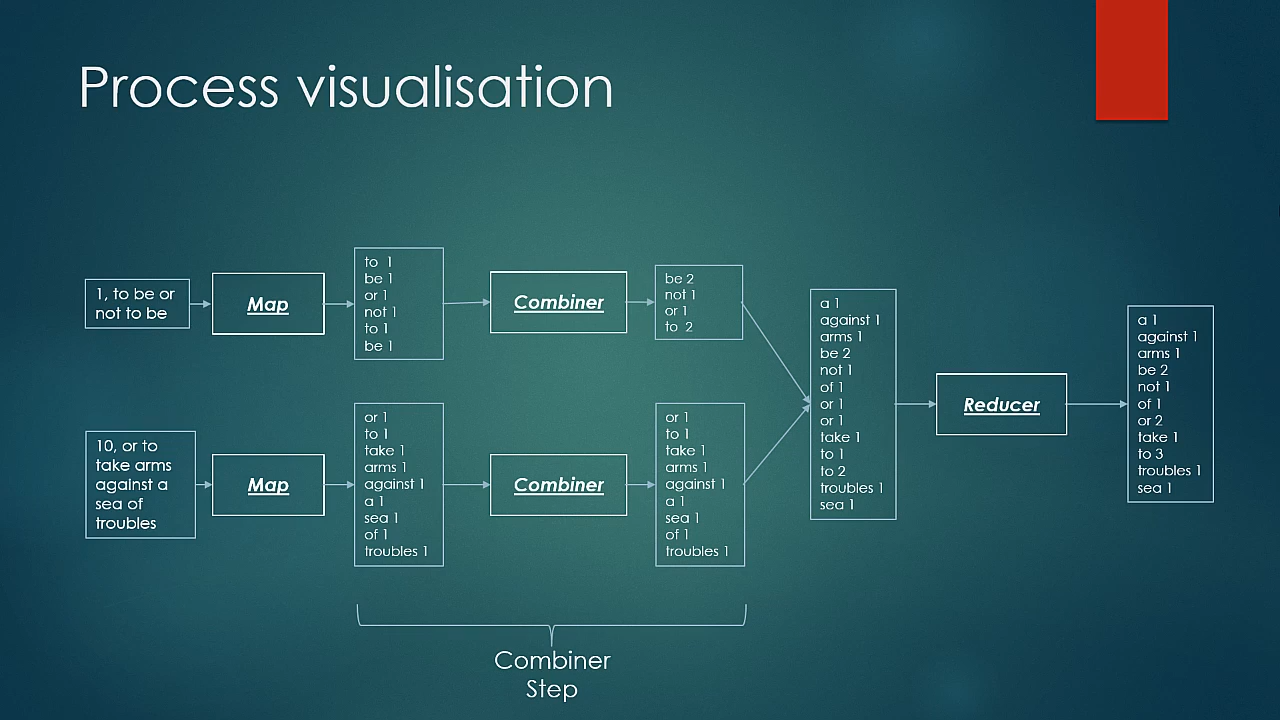 Process visualisation
1, to be or
not to be
Map
to 1
be 1
or 1
not 1
to 1
be 1
Combiner
be 2
not 1
or 1
to 2
10, or to
take arms
against a
sea of
troubles
Map
or 1
to 1
take 1
arms 1
against 1
a 1
sea 1
of 1
troubles 1
Combiner
or 1
to 1
take 1
arms 1
against 1
a 1
sea 1
of 1
troubles 1
a 1
against 1
arms 1
be 2
not 1
of 1
or 1
or 1
take 1
to 1
to 2
troubles 1
sea 1
Reducer
a 1
against 1
arms 1
be 2
not 1
of 1
or 2
take 1
to 3
troubles 1
sea 1
Combiner
Step